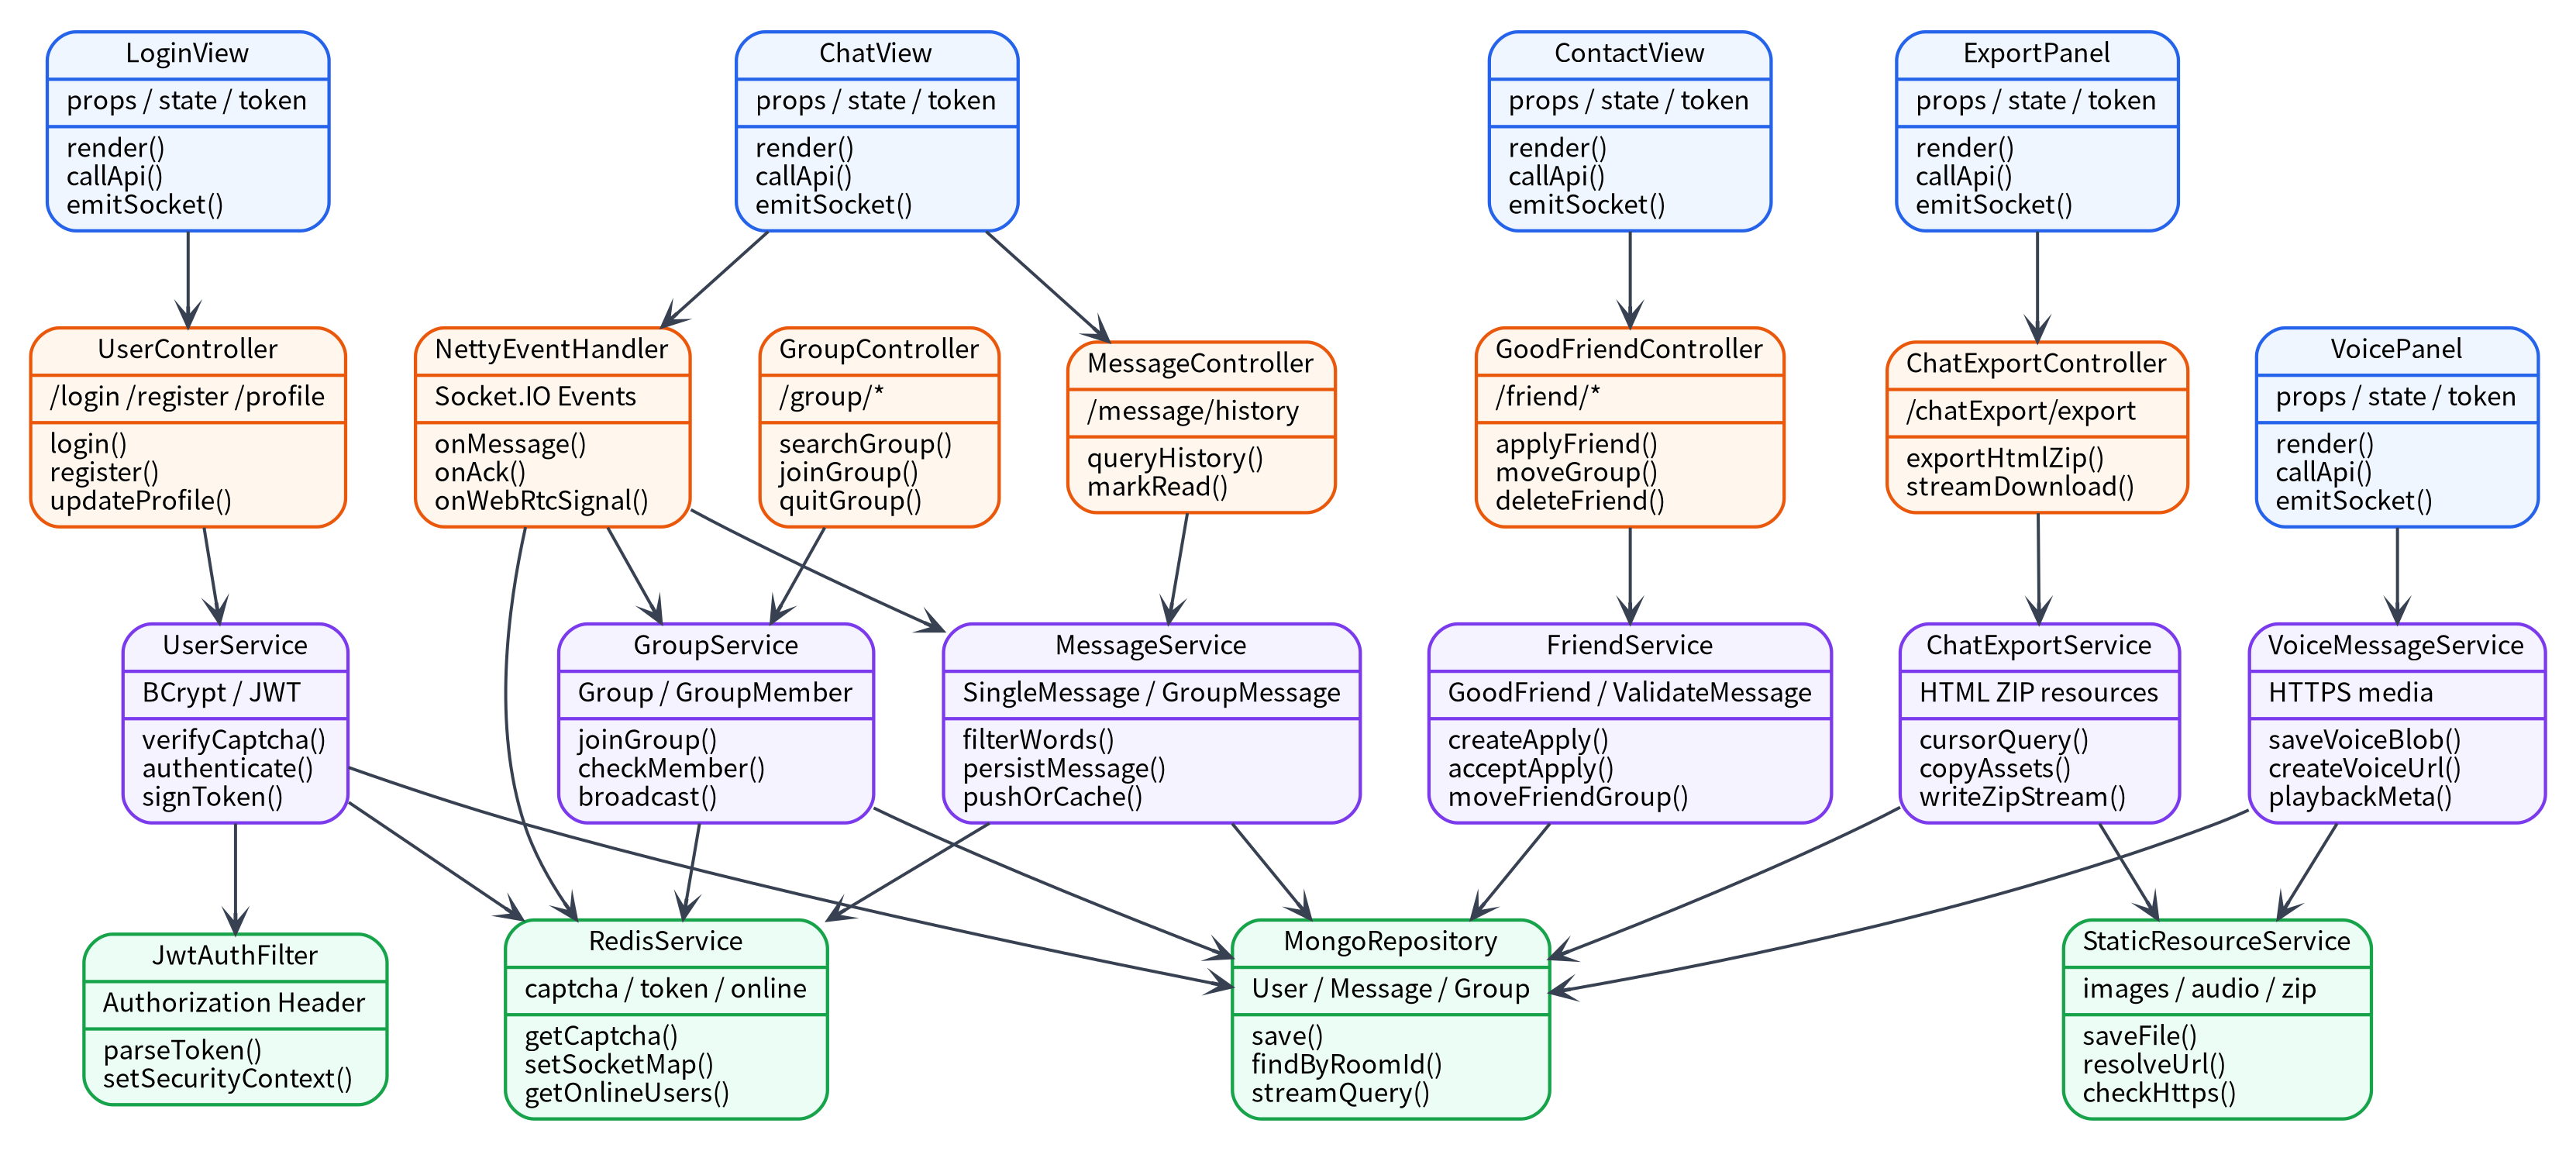 LoginView
props / state / token
render()
callApi()
emitSocket()
ChatView
props / state / token
render()
callApi()
emitSocket()
ContactView
props / state / token
render()
callApi()
emitSocket()
ExportPanel
props / state / token
render()
callApi()
emitSocket()
UserController
/login /register /profile
login()
register()
updateProfile()
NettyEventHandler
Socket.IO Events
onMessage()
onAck()
onWebRtcSignal()
GroupController
/group/*
searchGroup()
joinGroup()
quitGroup()
MessageController
/message/history
queryHistory()
markRead()
GoodFriendController
/friend/*
applyFriend()
moveGroup()
deleteFriend()
ChatExportController
/chatExport/export
exportHtmlZip()
streamDownload()
VoicePanel
props / state / token
render()
callApi()
emitSocket()
UserService
BCrypt / JWT
verifyCaptcha()
authenticate()
signToken()
GroupService
Group / GroupMember
joinGroup()
checkMember()
broadcast()
MessageService
SingleMessage / GroupMessage
filterWords()
persistMessage()
pushOrCache()
FriendService
GoodFriend / ValidateMessage
createApply()
acceptApply()
moveFriendGroup()
ChatExportService
HTML ZIP resources
cursorQuery()
copyAssets()
writeZipStream()
VoiceMessageService
HTTPS media
saveVoiceBlob()
createVoiceUrl()
playbackMeta()
JwtAuthFilter
Authorization Header
parseToken()
setSecurityContext()
RedisService
captcha / token / online
getCaptcha()
setSocketMap()
getOnlineUsers()
MongoRepository
User / Message / Group
save()
findByRoomId()
streamQuery()
StaticResourceService
images / audio / zip
saveFile()
resolveUrl()
checkHttps()